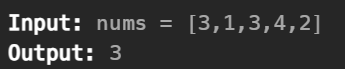 Input: nums = [3,1,3,4,2]
Output: 3